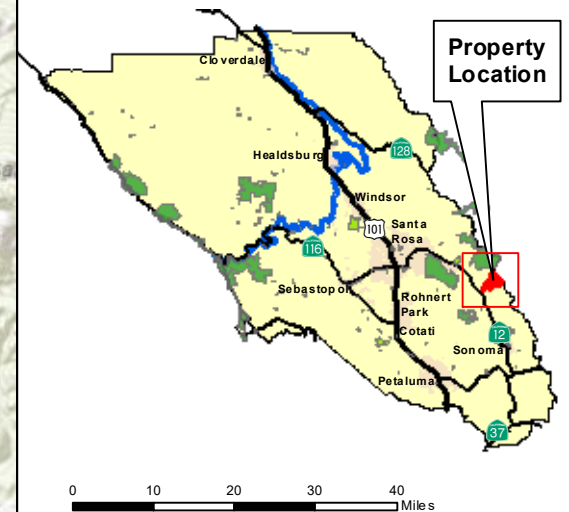 Property
Location
Cloverdale
128
Healdsburg
Windsor
101
Santa
Rosa
116
Sebastopol
Rohnert
Park
Cotati
12
Sonoma
Petaluma
37
0 10 20 30 40
Miles